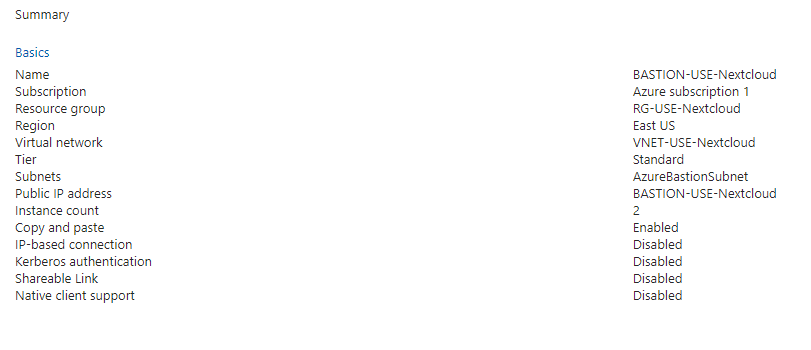 Summary
Basics
Name BASTION-USE-Nextcloud
Subscription Azure subscription 1
Resource group RG-USE-Nextcloud
Region East US
Virtual network VNET-USE-Nextcloud
Tier Standard
Subnets AzureBastionSubnet
Public IP address BASTION-USE-Nextcloud
Instance count 2
Copy and paste Enabled
IP-based connection Disabled
Kerberos authentication Disabled
Shareable Link Disabled
Native client support Disabled